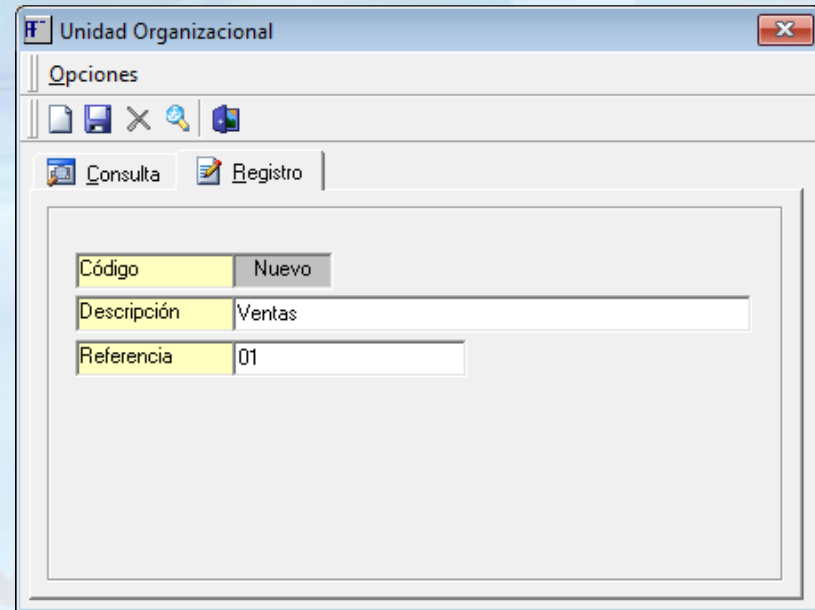 Unidad Organizacional
Opciones
Consulta Registro
Código Nuevo
Descripción Ventas
Referencia 01